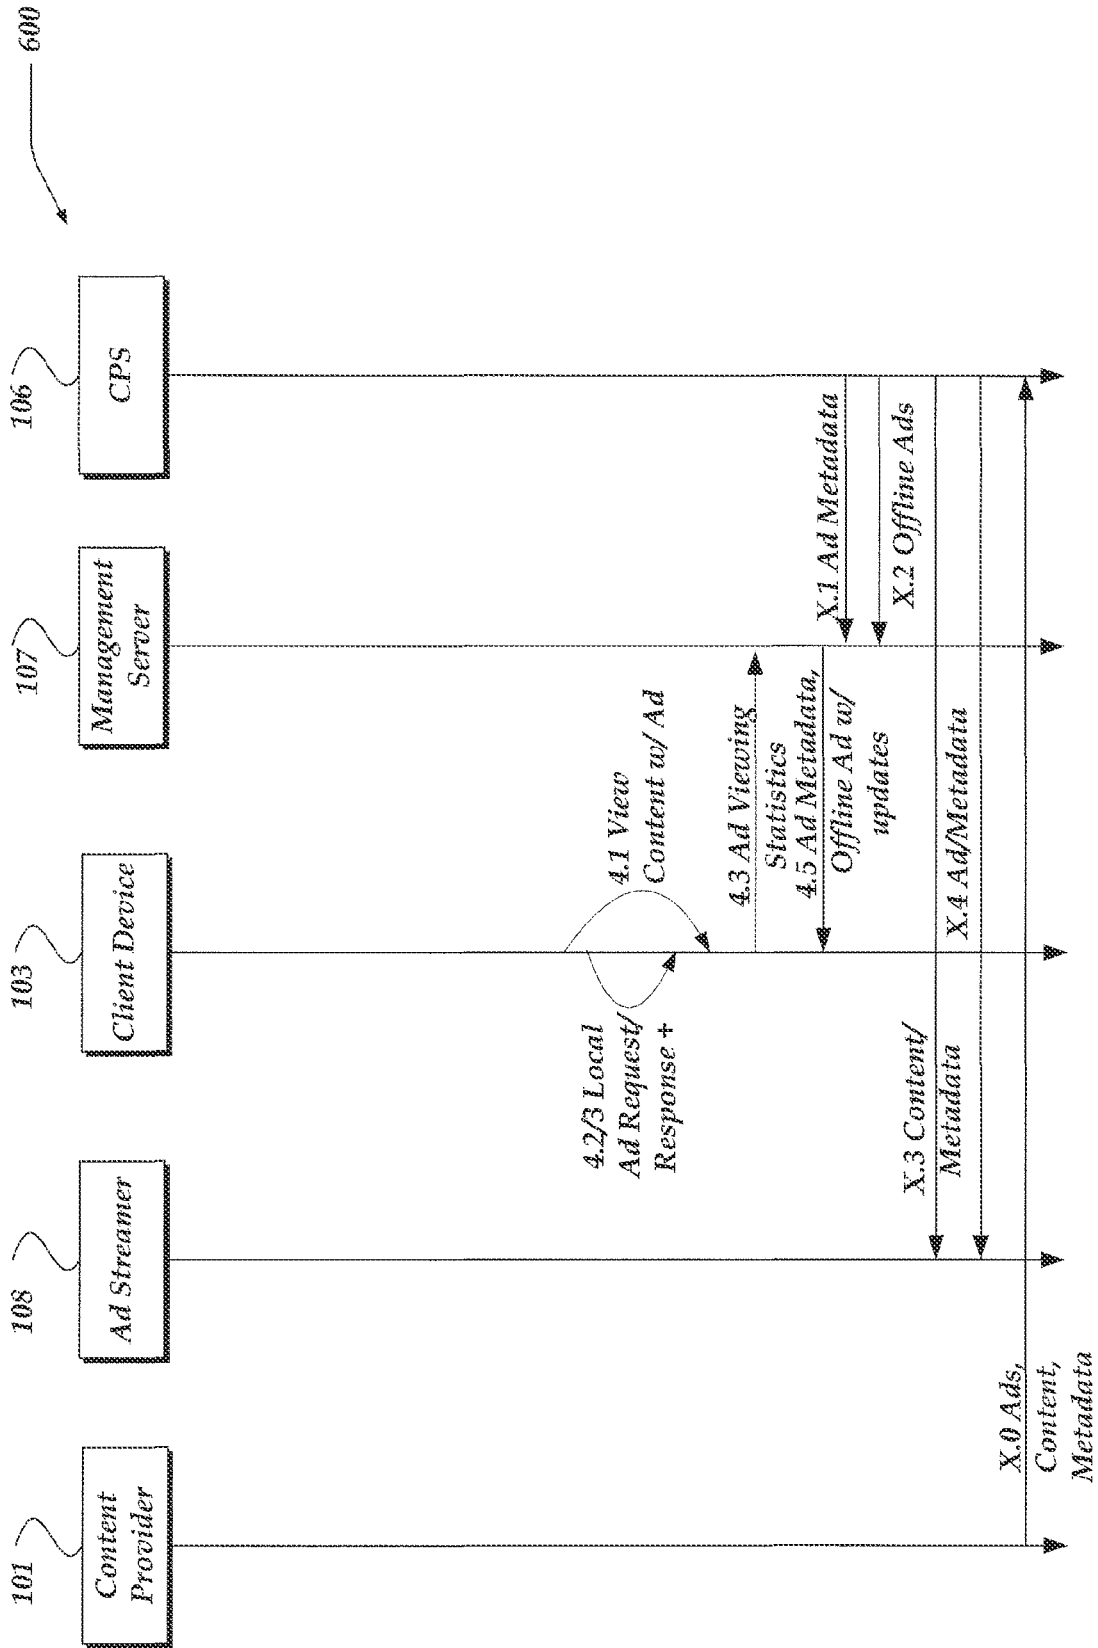 600
101
108
103
107
106
Content
Provider
Ad Streamer
Client Device
Management
Server
CPS
4.1 View
Content w/ Ad
4.2/3 Local
Ad Request/
Response +
4.3 Ad Viewing
Statistics
4.5 Ad Metadata,
Offline Ad w/
updates
X.1 Ad Metadata
X.2 Offline Ads
X.3 Content/
Metadata
X.4 Ad/Metadata
X.0 Ads,
Content,
Metadata